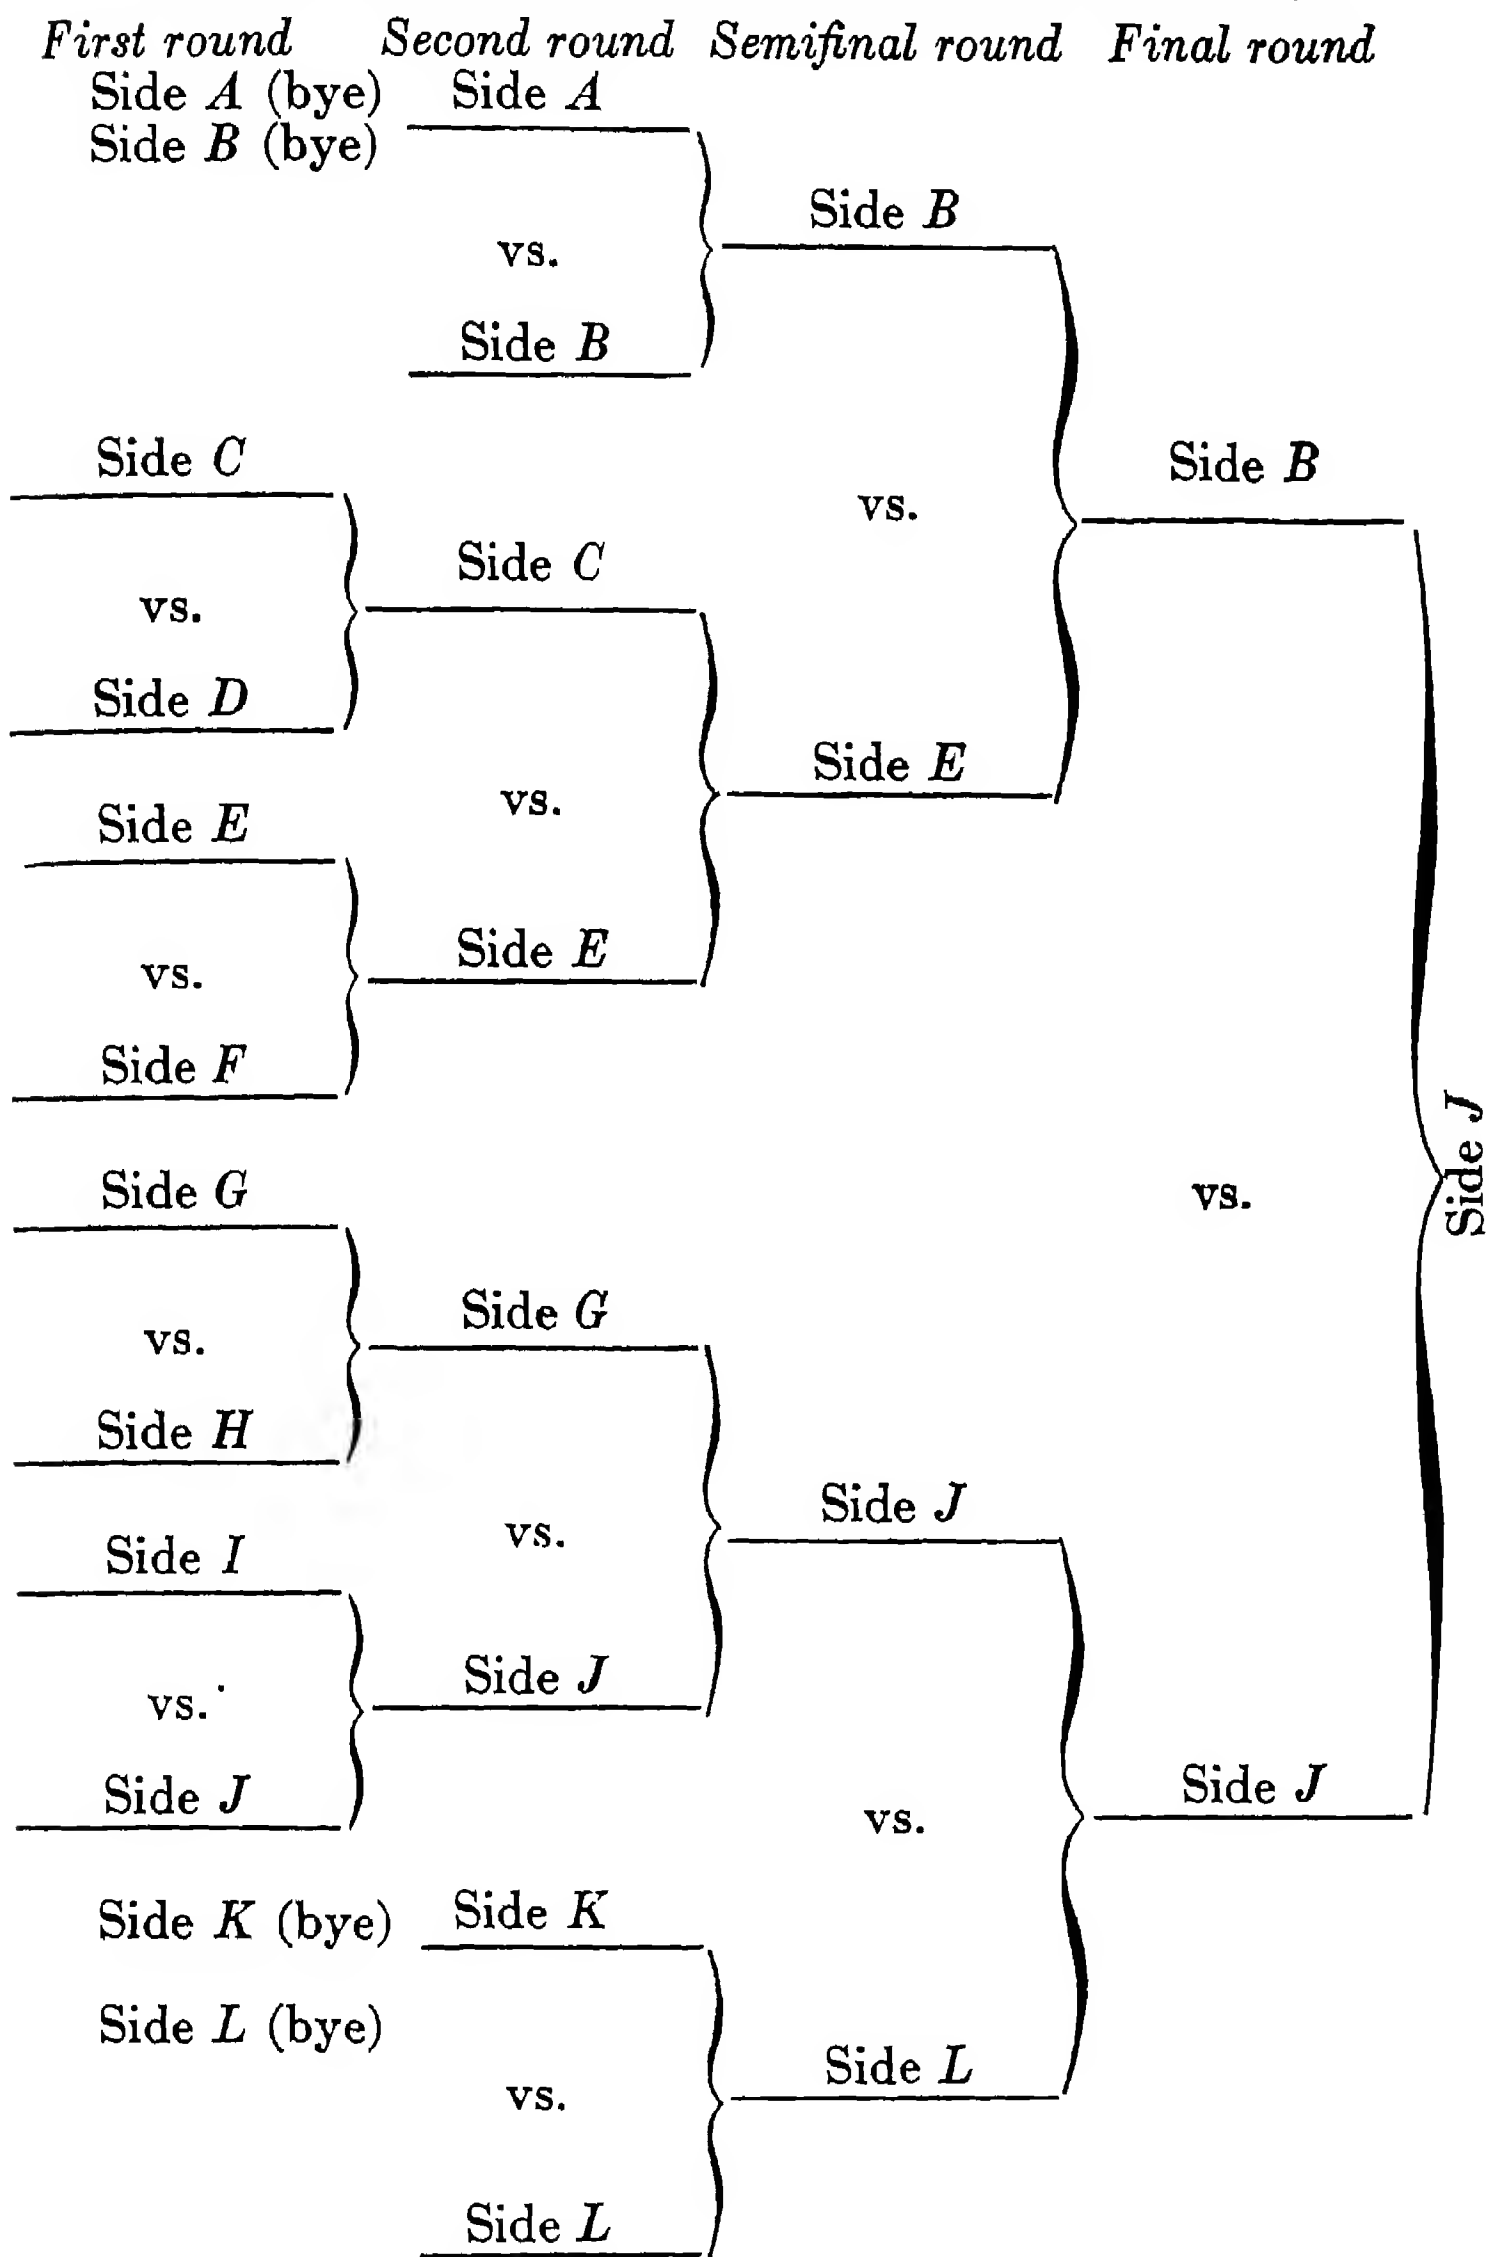 First round Second round Semifinal round Final round
Side A (bye) Side A
Side B (bye)
Side B
vs.
Side B
Side C
Side B
vs.
Side C
vs.
Side D
Side E
vs.
Side E
Side E
vs.
Side F
Side J
Side G
vs.
Side G
vs.
Side H
Side J
vs.
Side I
Side J
vs.
Side J
Side J
vs.
Side K (bye) Side K
Side L (bye)
Side L
vs.
Side L